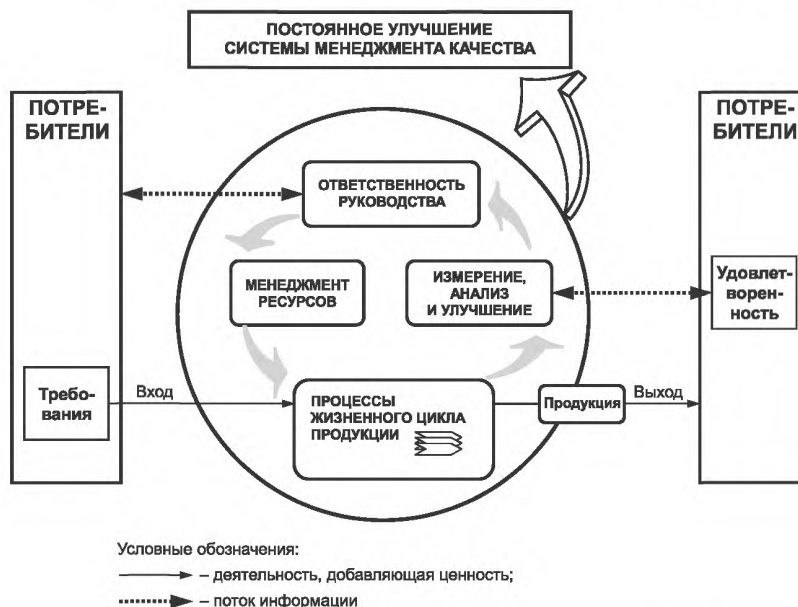 ПОСТОЯННОЕ УЛУЧШЕНИЕ
СИСТЕМЫ МЕНЕДЖМЕНТА КАЧЕСТВА
ПОТРЕ-
БИТЕЛИ
ПОТРЕ-
БИТЕЛИ
ОТВЕТСТВЕННОСТЬ
РУКОВОДСТВА
МЕНЕДЖМЕНТ
РЕСУРСОВ
ИЗМЕРЕНИЕ,
АНАЛИЗ
И УЛУЧШЕНИЕ
Удовлет-
ворен-
ность
Требо-
вания
Вход
ПРОЦЕССЫ
ЖИЗНЕННОГО ЦИКЛА
ПРОДУКЦИИ
Продукция
Выход
Условные обозначения:
– деятельность, добавляющая ценность;
– поток информации